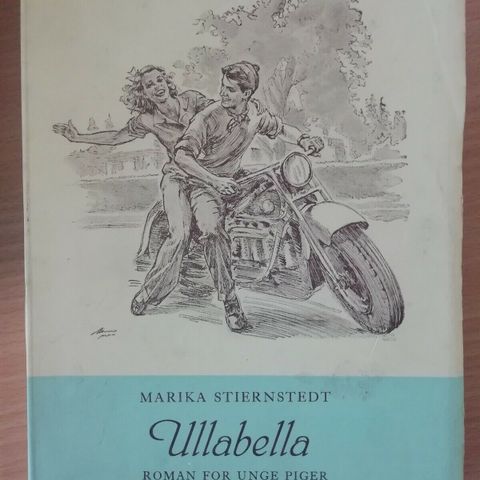 MARIKA STIERNSTEDT
Ullabella
ROMAN FOR UNGE PIGER